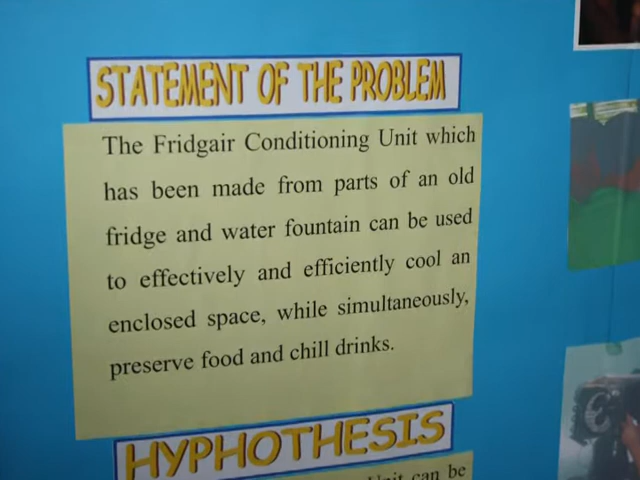 STATEMENT OF THE PROBLEM
The Fridgair Conditioning Unit which
has been made from parts of an old
fridge and water fountain can be used
to effectively and efficiently cool an
enclosed space, while simultaneously,
preserve food and chill drinks.
HYPHOTHESIS
Unit can be